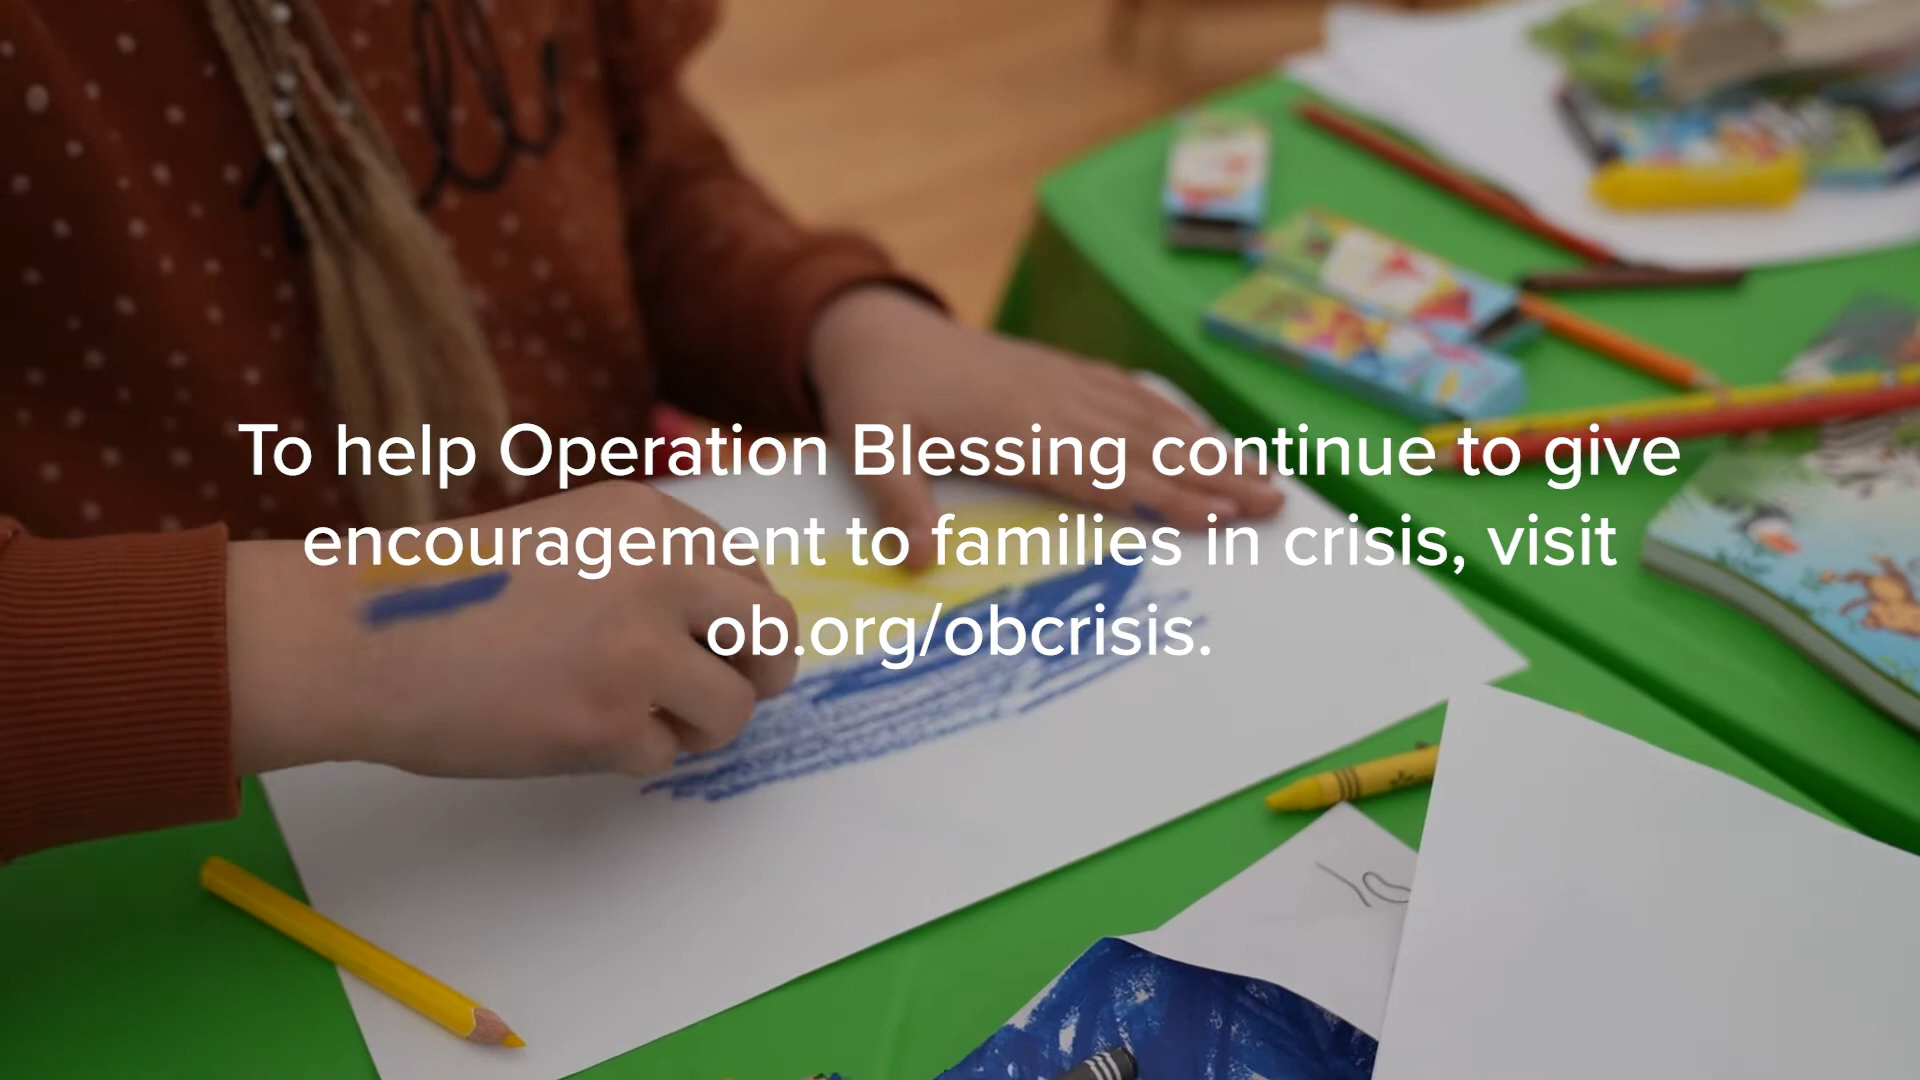 To help Operation Blessing continue to give
encouragement to families in crisis, visit
ob.org/obcrisis.